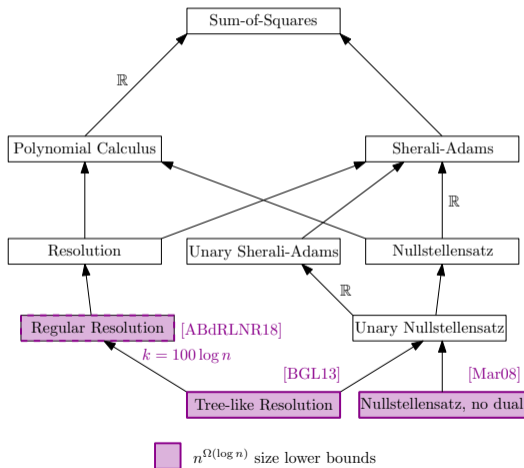 Sum-of-Squares
ℝ
Polynomial Calculus
Sherali-Adams
ℝ
Resolution
Unary Sherali-Adams
Nullstellensatz
ℝ
Regular Resolution
[ABdRLNR18]
Unary Nullstellensatz
k = 100 log n
[BGL13]
[Mar08]
Tree-like Resolution
Nullstellensatz, no dual
n^{Ω(log n)} size lower bounds